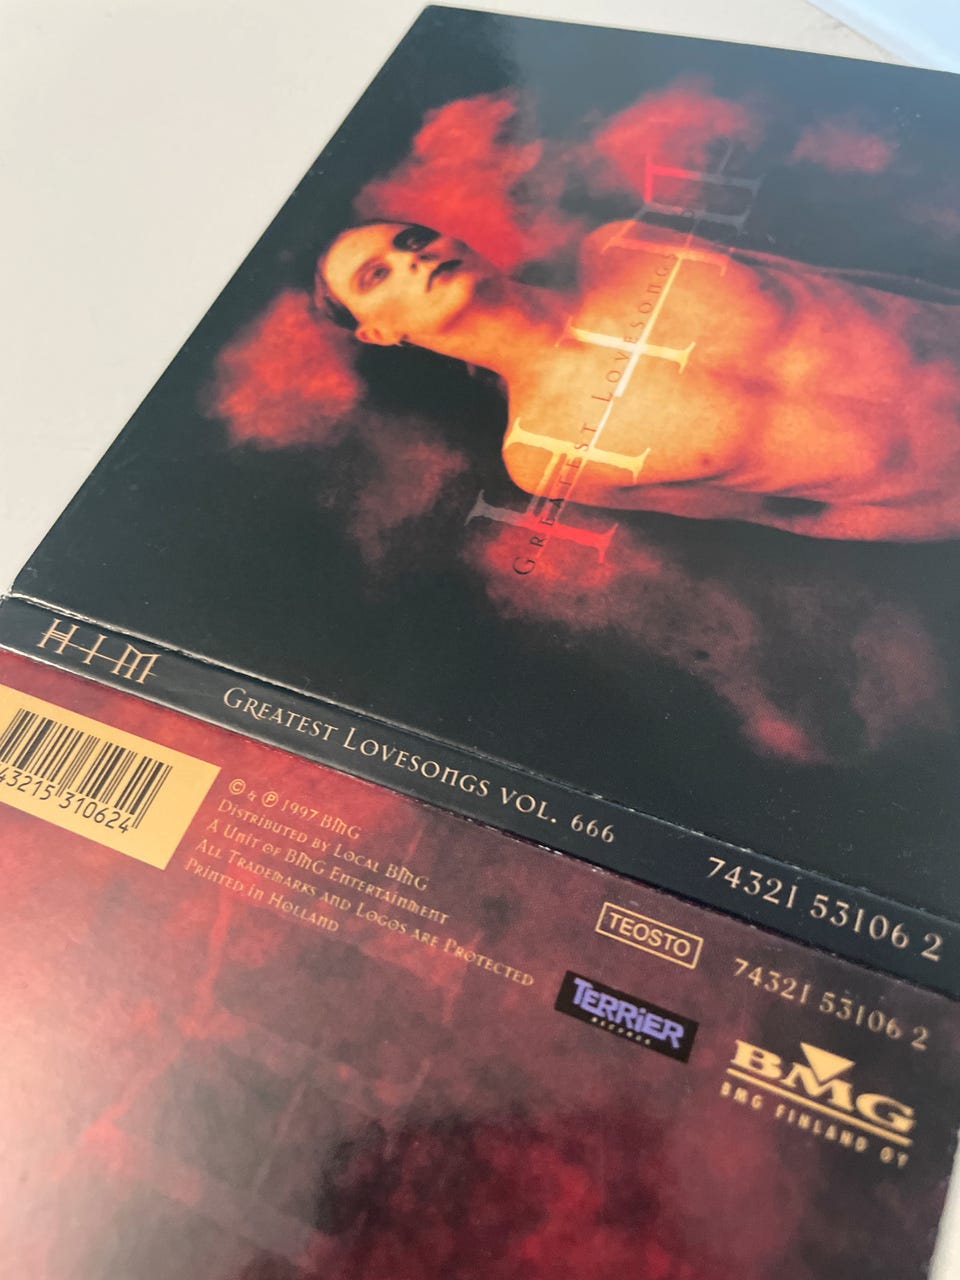 HIM
Greatest Lovesongs
HIM Greatest Lovesongs vol. 666 74321 53106 2
43215 310624
© & ℗ 1997 BMG
Distributed by Local BMG
A Unit of BMG Entertainment
All Trademarks and Logos are Protected
Printed in Holland
TEOSTO
74321 53106 2
TERRiER
RECORDS
BMG
BMG FINLAND OY